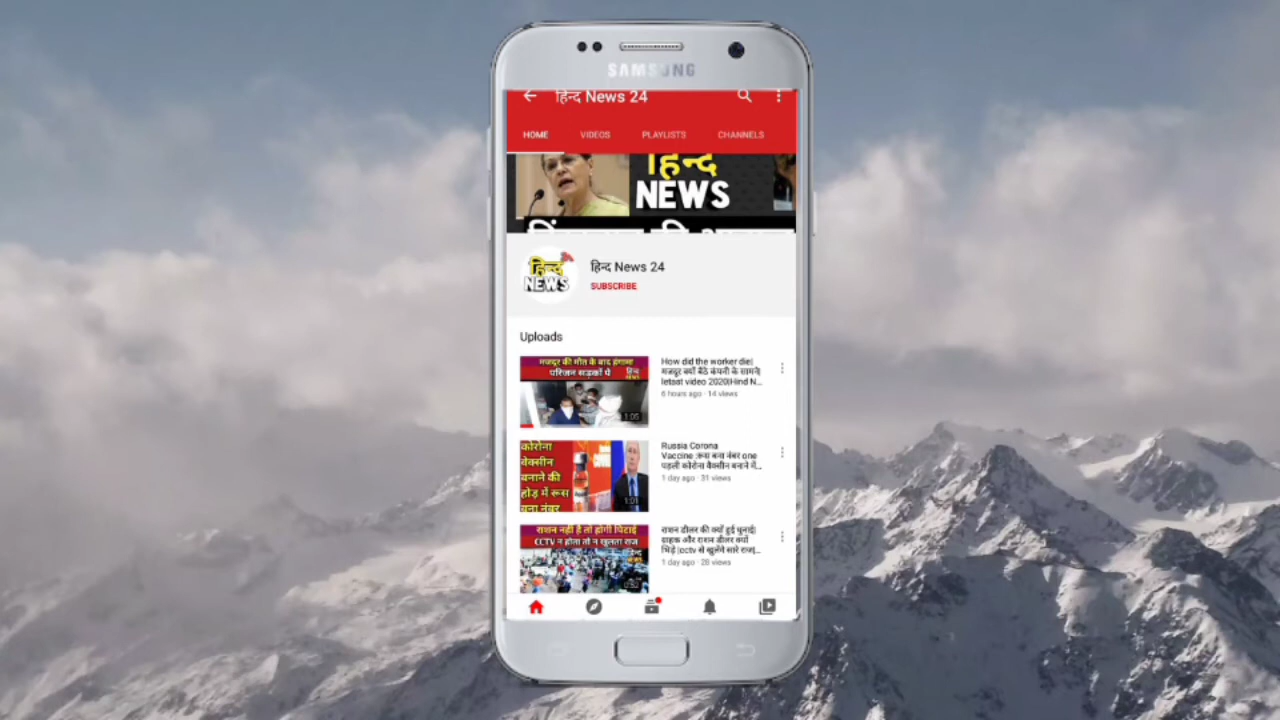 SAMSUNG
हिन्द News 24
HOME VIDEOS PLAYLISTS CHANNELS
हिन्द
NEWS
हिन्द
NEWS
हिन्द News 24
SUBSCRIBE
Uploads
मजदूर की मौत के बाद हंगामा
परिजन सड़कों पे
हिन्द
NEWS
1:05
How did the worker die|
मजदूर क्यों बैठे कंपनी के सामने|
letast video 2020|Hind N...
6 hours ago · 14 views
कोरोना
वेक्सीन
बनाने की
होड़ में रूस
बना नंबर
1:01
Russia Corona
Vaccine :रूस बना नंबर one
पहली कोरोना वैक्सीन बनाने में...
1 day ago · 31 views
राशन नहीं है तो होगी पिटाई
CCTV न होता तो न खुलता राज
हिन्द
राशन डीलर की क्यों हुई धुनाई|
ग्राहक और राशन डीलर क्यों
भिड़े |cctv से खुलेंगे सारे राज|...
1 day ago · 28 views